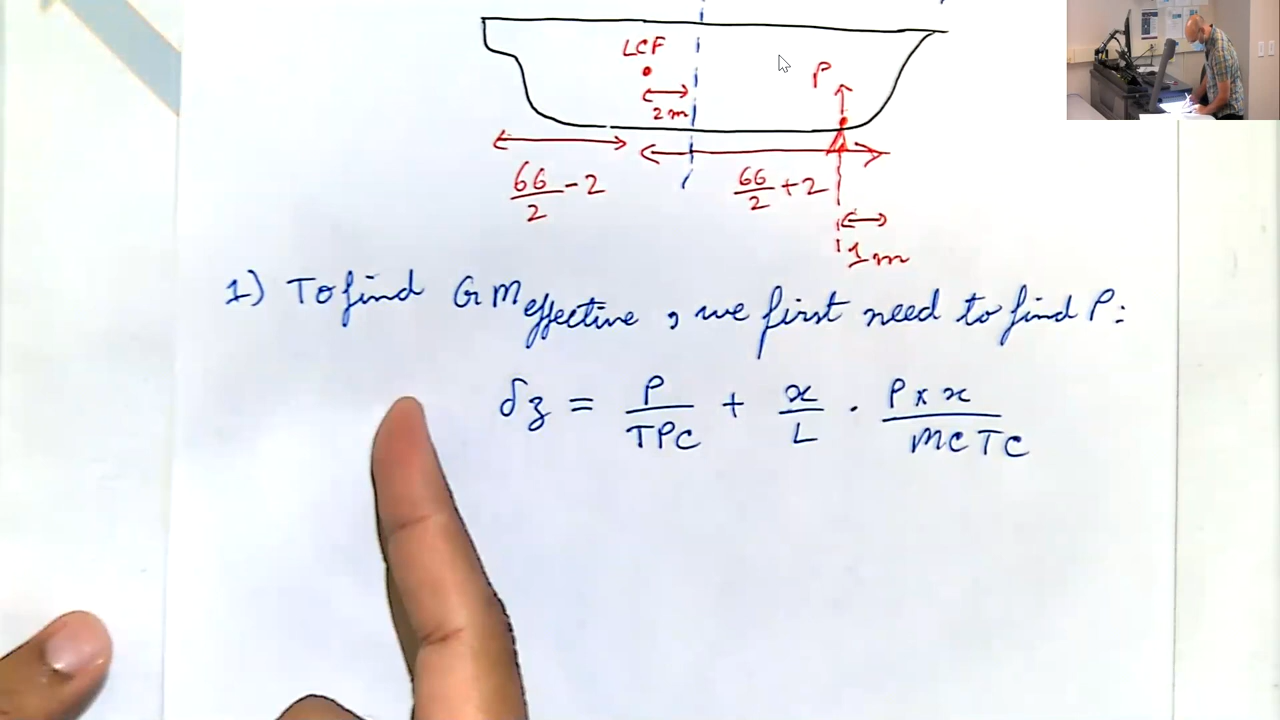 LCF
P
2m
66/2 - 2
66/2 + 2
1m
1) To find GM effective, we first need to find P:
δz = P/TPC + x/L · P × x/MCTC